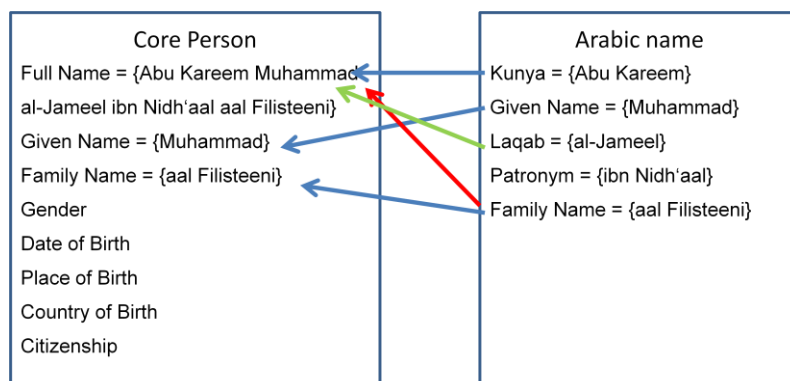 Core Person
Full Name = {Abu Kareem Muhammad
al-Jameel ibn Nidh‘aal aal Filisteeni}
Given Name = {Muhammad}
Family Name = {aal Filisteeni}
Gender
Date of Birth
Place of Birth
Country of Birth
Citizenship
Arabic name
Kunya = {Abu Kareem}
Given Name = {Muhammad}
Laqab = {al-Jameel}
Patronym = {ibn Nidh‘aal}
Family Name = {aal Filisteeni}